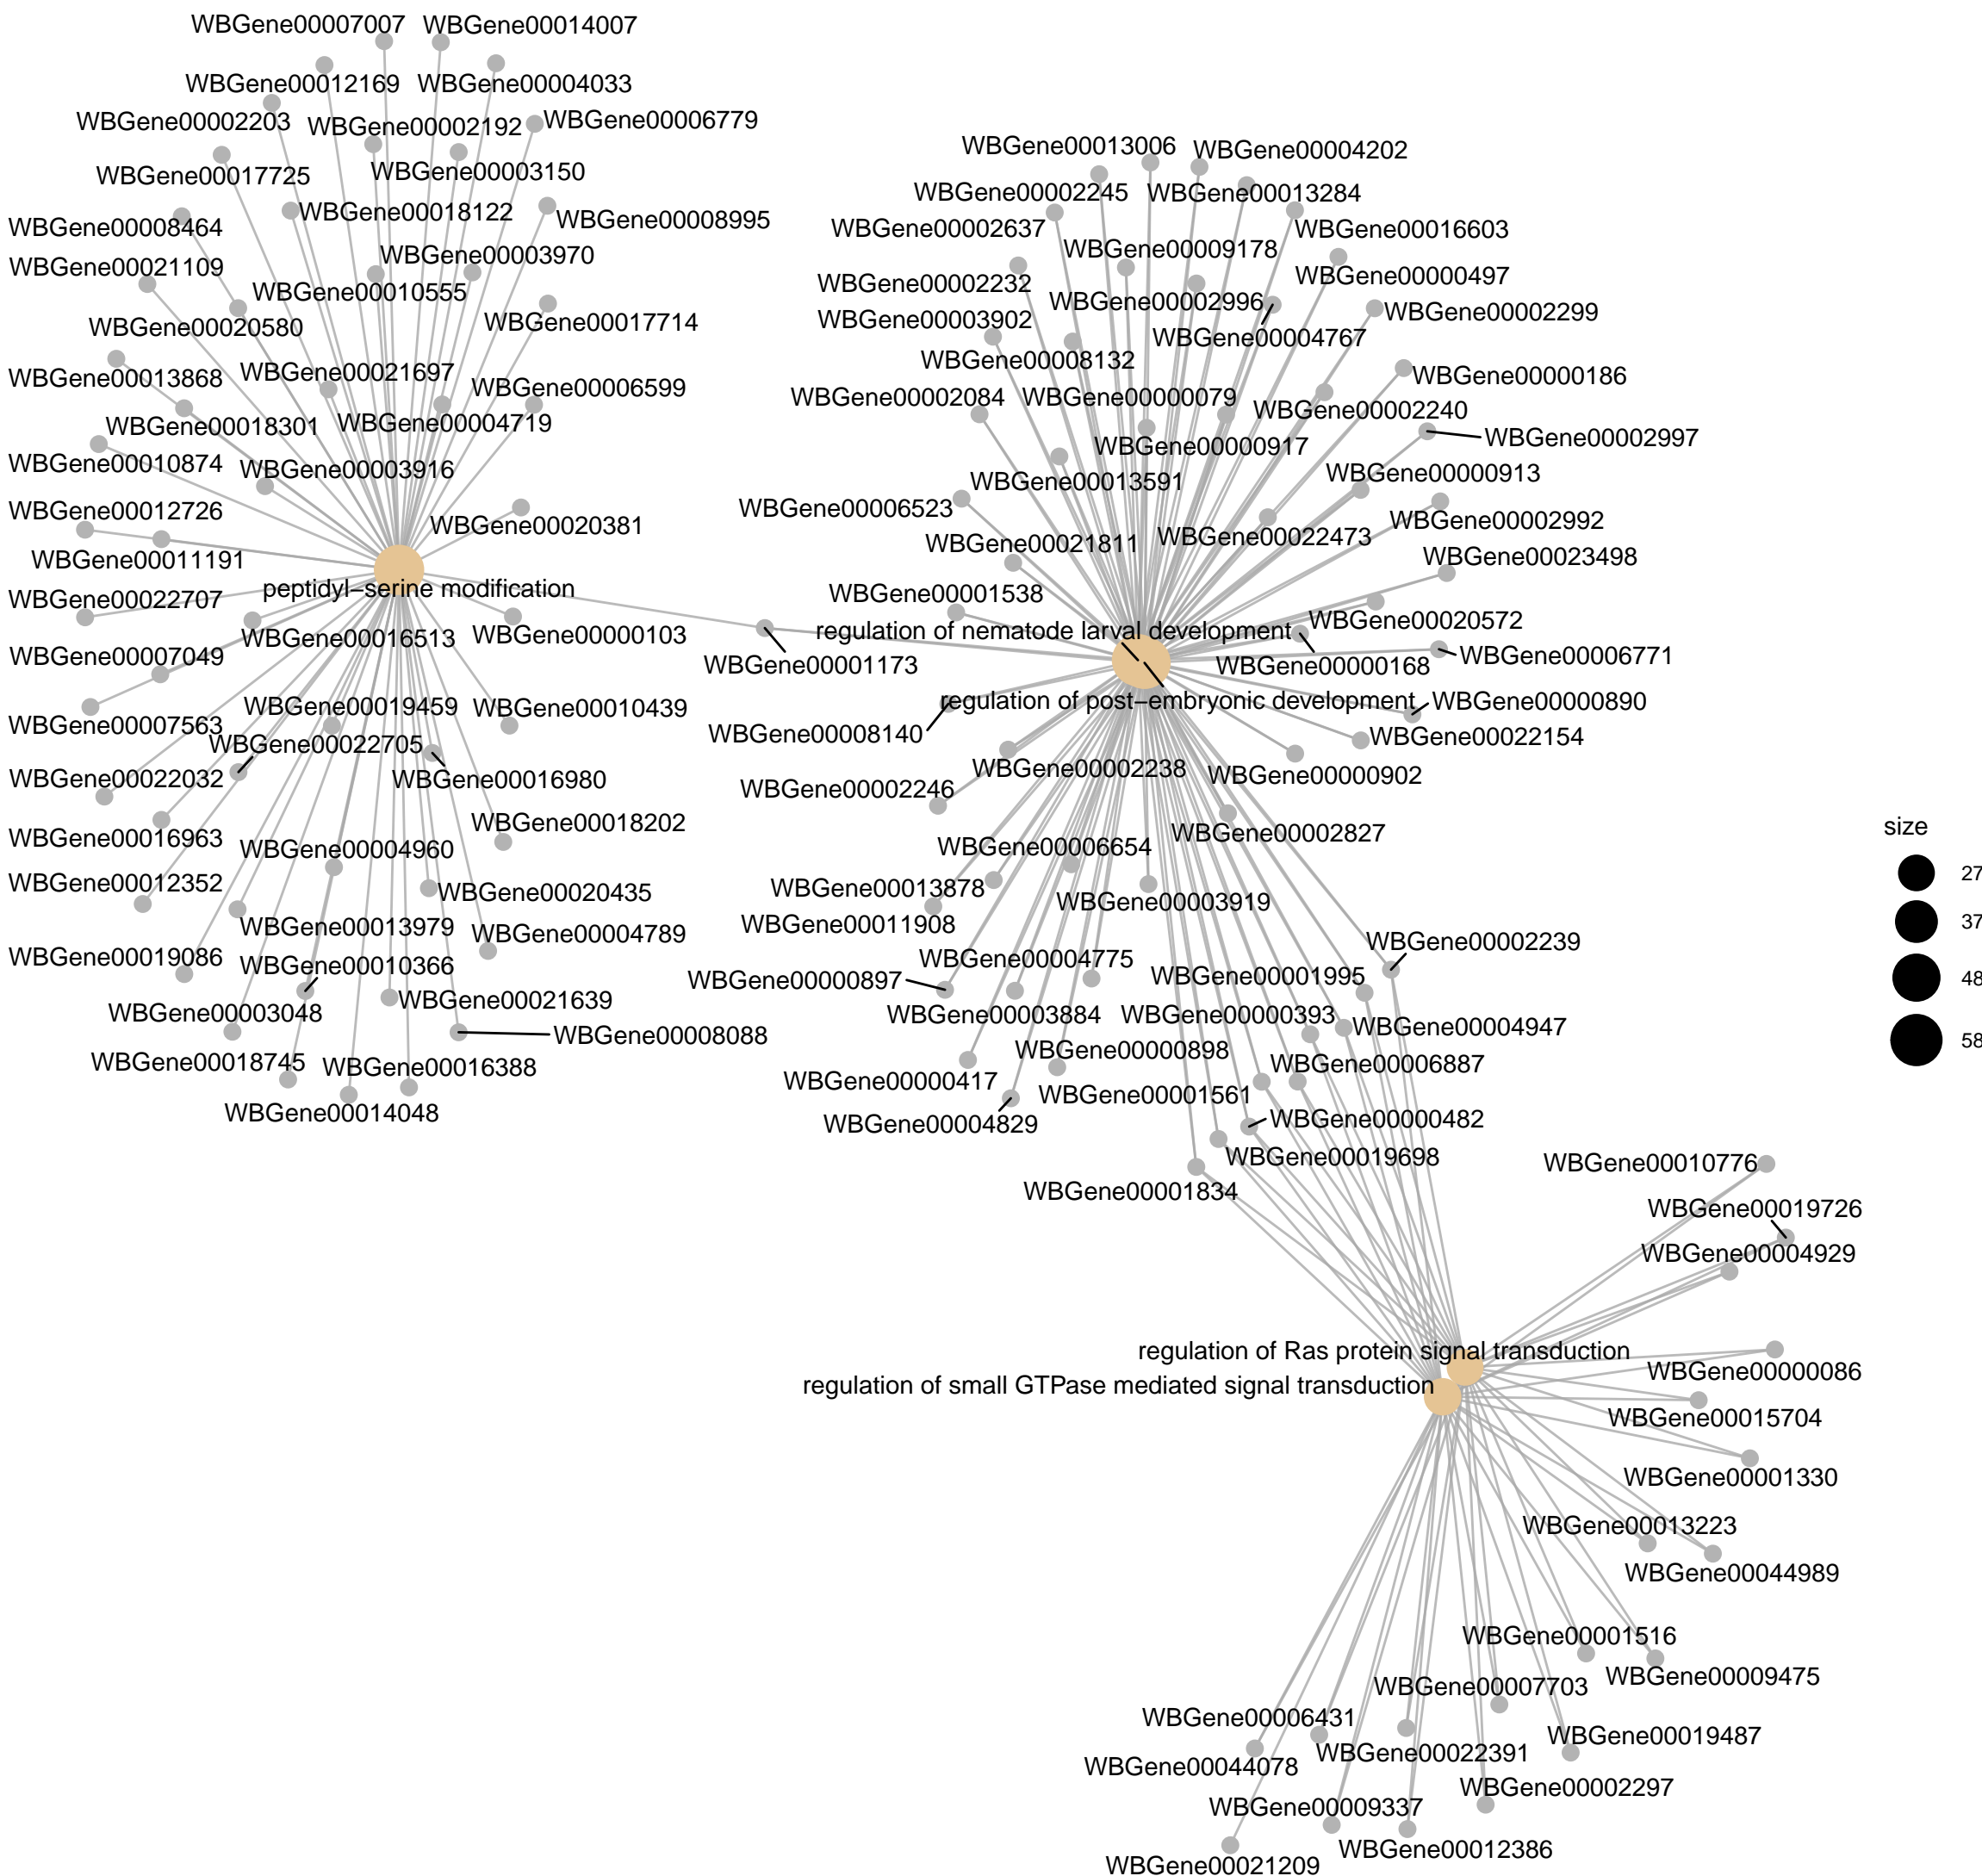 WBGene00007007
WBGene00014007
WBGene00012169
WBGene00004033
WBGene00002203
WBGene00002192
WBGene00006779
WBGene00017725
WBGene00003150
WBGene00018122
WBGene00008995
WBGene00008464
WBGene00003970
WBGene00021109
WBGene00010555
WBGene00020580
WBGene00017714
WBGene00013868
WBGene00021697
WBGene00006599
WBGene00018301
WBGene00004719
WBGene00010874
WBGene00003916
WBGene00012726
WBGene00020381
WBGene00011191
peptidyl−serine modification
WBGene00022707
WBGene00016513
WBGene00000103
WBGene00007049
WBGene00007563
WBGene00019459
WBGene00010439
WBGene00022705
WBGene00022032
WBGene00016980
WBGene00016963
WBGene00018202
WBGene00004960
WBGene00012352
WBGene00020435
WBGene00013979
WBGene00004789
WBGene00019086
WBGene00010366
WBGene00003048
WBGene00021639
WBGene00008088
WBGene00018745
WBGene00016388
WBGene00014048
WBGene00013006
WBGene00004202
WBGene00002245
WBGene00013284
WBGene00002637
WBGene00016603
WBGene00009178
WBGene00002232
WBGene00000497
WBGene00002996
WBGene00003902
WBGene00002299
WBGene00004767
WBGene00008132
WBGene00000186
WBGene00002084
WBGene00000079
WBGene00002240
WBGene00002997
WBGene00000917
WBGene00000913
WBGene00013591
WBGene00006523
WBGene00002992
WBGene00021811
WBGene00022473
WBGene00023498
WBGene00001538
WBGene00020572
regulation of nematode larval development
WBGene00001173
WBGene00000168
WBGene00006771
regulation of post−embryonic development
WBGene00000890
WBGene00008140
WBGene00022154
WBGene00002238
WBGene00000902
WBGene00002246
WBGene00002827
WBGene00006654
WBGene00013878
WBGene00003919
WBGene00011908
WBGene00002239
WBGene00004775
WBGene00001995
WBGene00000897
WBGene00003884
WBGene00000393
WBGene00004947
WBGene00000898
WBGene00006887
WBGene00000417
WBGene00001561
WBGene00004829
WBGene00000482
WBGene00019698
WBGene00001834
WBGene00010776
WBGene00019726
WBGene00004929
regulation of Ras protein signal transduction
WBGene00000086
regulation of small GTPase mediated signal transduction
WBGene00015704
WBGene00001330
WBGene00013223
WBGene00044989
WBGene00001516
WBGene00009475
WBGene00007703
WBGene00006431
WBGene00019487
WBGene00022391
WBGene00044078
WBGene00002297
WBGene00009337
WBGene00012386
WBGene00021209
size
27
37
48
58